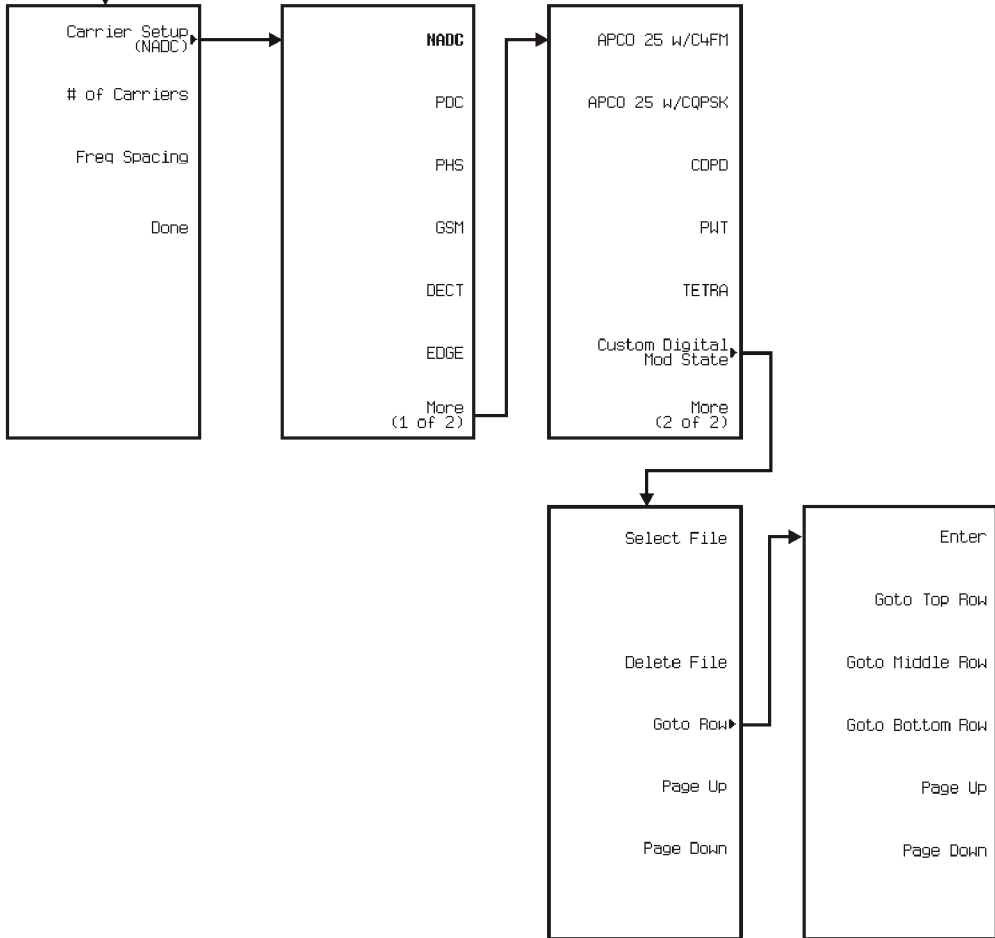 Carrier Setup
(NADC)
# of Carriers
Freq Spacing
Done
NADC
PDC
PHS
GSM
DECT
EDGE
More
(1 of 2)
APCO 25 w/C4FM
APCO 25 w/CQPSK
CDPD
PWT
TETRA
Custom Digital
Mod State
More
(2 of 2)
Select File
Delete File
Goto Row
Page Up
Page Down
Enter
Goto Top Row
Goto Middle Row
Goto Bottom Row
Page Up
Page Down